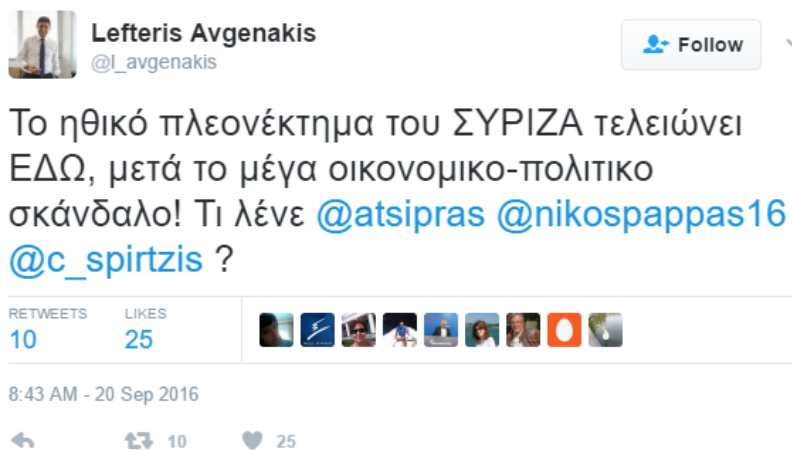 Lefteris Avgenakis
@l_avgenakis
Follow
Το ηθικό πλεονέκτημα του ΣΥΡΙΖΑ τελειώνει
ΕΔΩ, μετά το μέγα οικονομικο-πολιτικο
σκάνδαλο! Τι λένε @atsipras @nikospappas16
@c_spirtzis ?
RETWEETS LIKES
10 25
8:43 AM - 20 Sep 2016
10 25